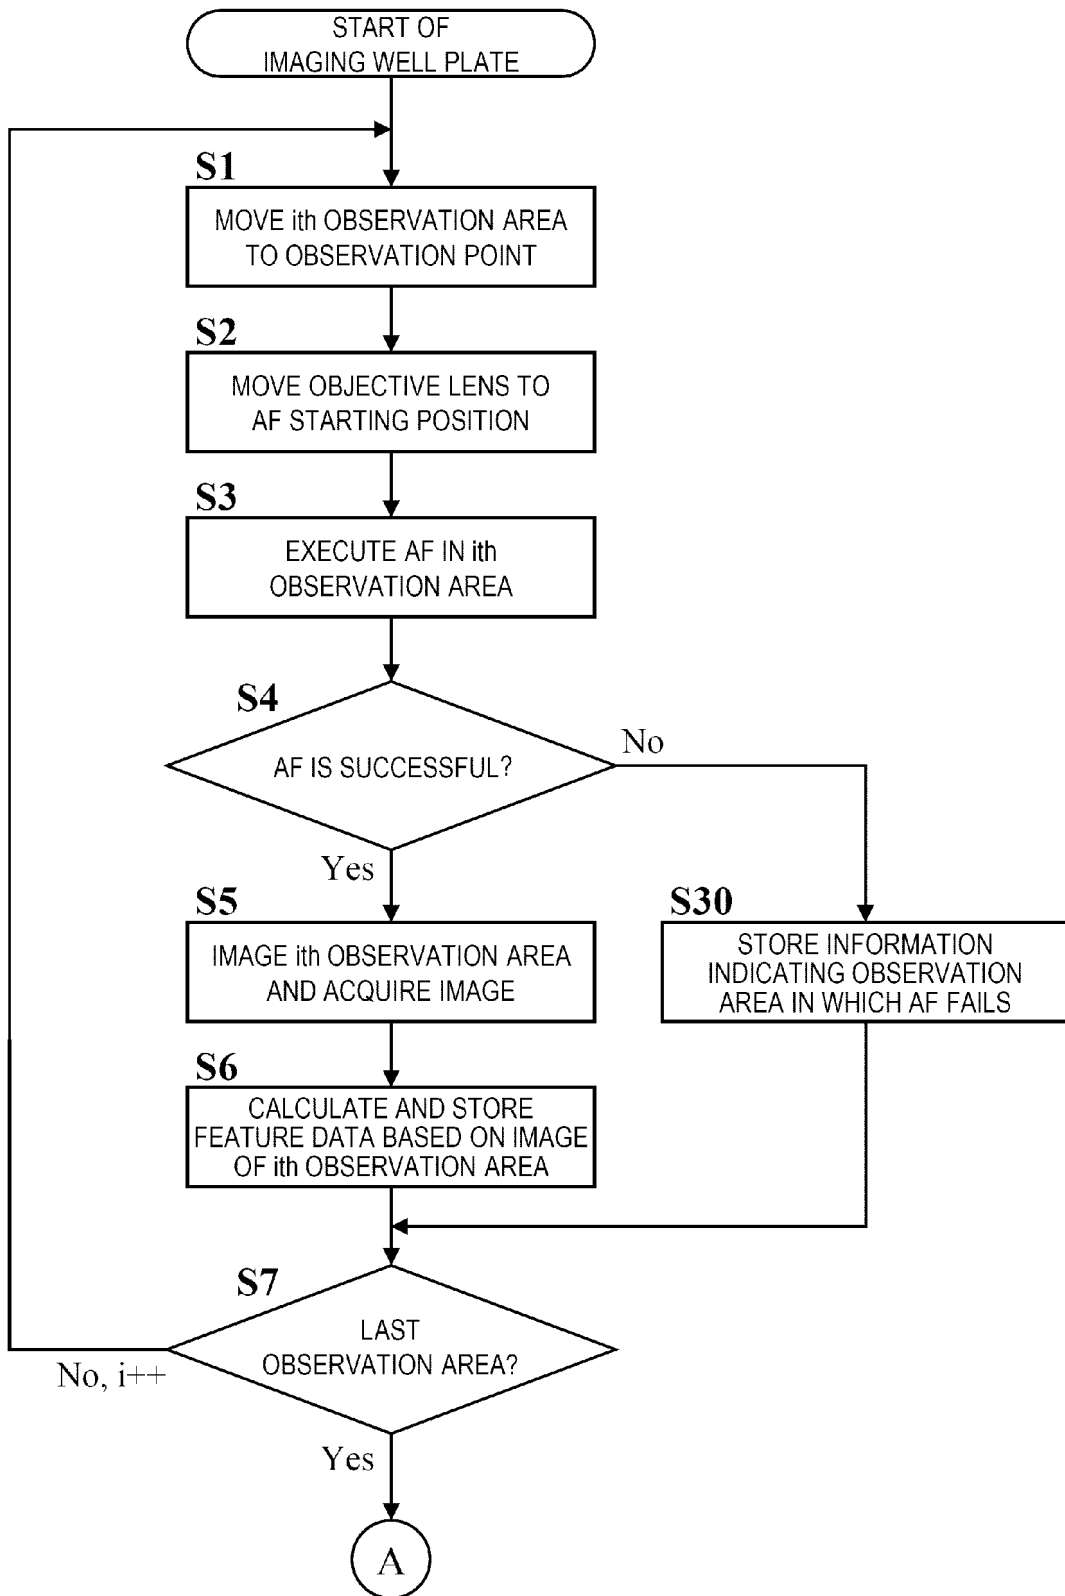 START OF
IMAGING WELL PLATE
S1
MOVE ith OBSERVATION AREA
TO OBSERVATION POINT
S2
MOVE OBJECTIVE LENS TO
AF STARTING POSITION
S3
EXECUTE AF IN ith
OBSERVATION AREA
S4
AF IS SUCCESSFUL?
No
Yes
S5
IMAGE ith OBSERVATION AREA
AND ACQUIRE IMAGE
S30
STORE INFORMATION
INDICATING OBSERVATION
AREA IN WHICH AF FAILS
S6
CALCULATE AND STORE
FEATURE DATA BASED ON IMAGE
OF ith OBSERVATION AREA
S7
LAST
OBSERVATION AREA?
No, i++
Yes
A